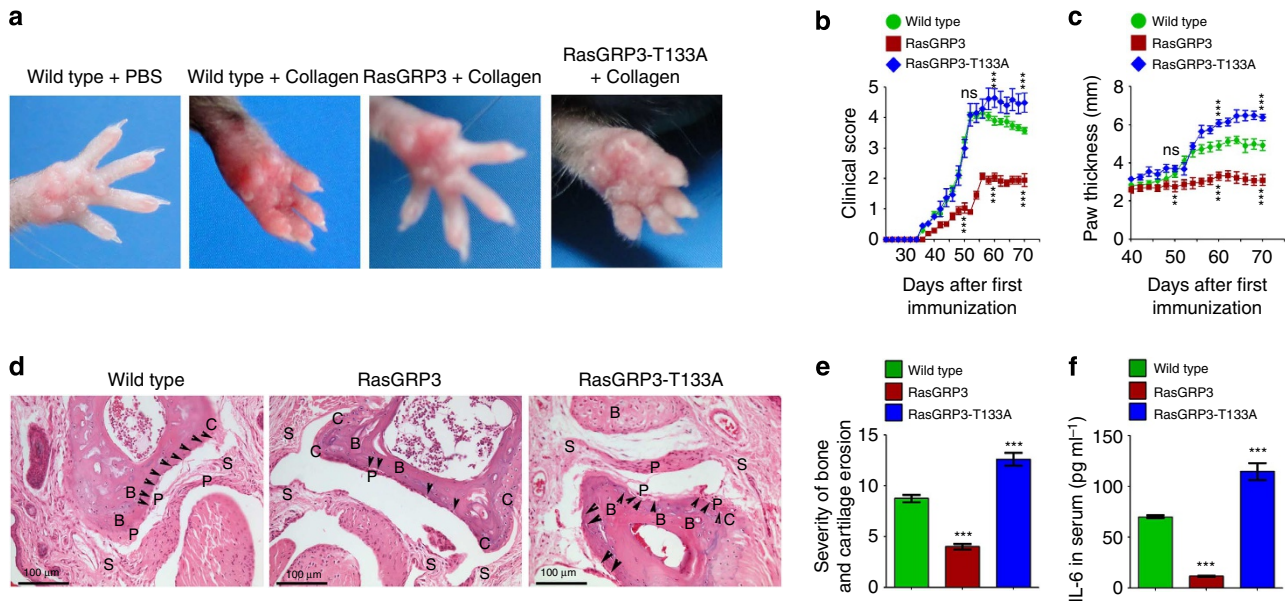 a
Wild type + PBS
Wild type + Collagen
RasGRP3 + Collagen
RasGRP3-T133A
+ Collagen
b
Wild type
RasGRP3
RasGRP3-T133A
Clinical score
5
4
3
2
1
0
ns
***
***
***
***
***
30 40 50 60 70
Days after first
immunization
c
Wild type
RasGRP3
RasGRP3-T133A
Paw thickness (mm)
8
6
4
2
0
ns
***
***
***
***
***
40 50 60 70
Days after first
immunization
d
Wild type
C
S
P
B
B
P
S
100 μm
RasGRP3
S
C
C
B
B
P
C
C
S
S
S
100 μm
RasGRP3-T133A
B
S
P
S
P
P
B
B
B
C
100 μm
e
Wild type
RasGRP3
RasGRP3-T133A
Severity of bone
and cartilage erosion
15
10
5
0
***
***
f
Wild type
RasGRP3
RasGRP3-T133A
IL-6 in serum (pg ml⁻¹)
150
100
50
0
***
***